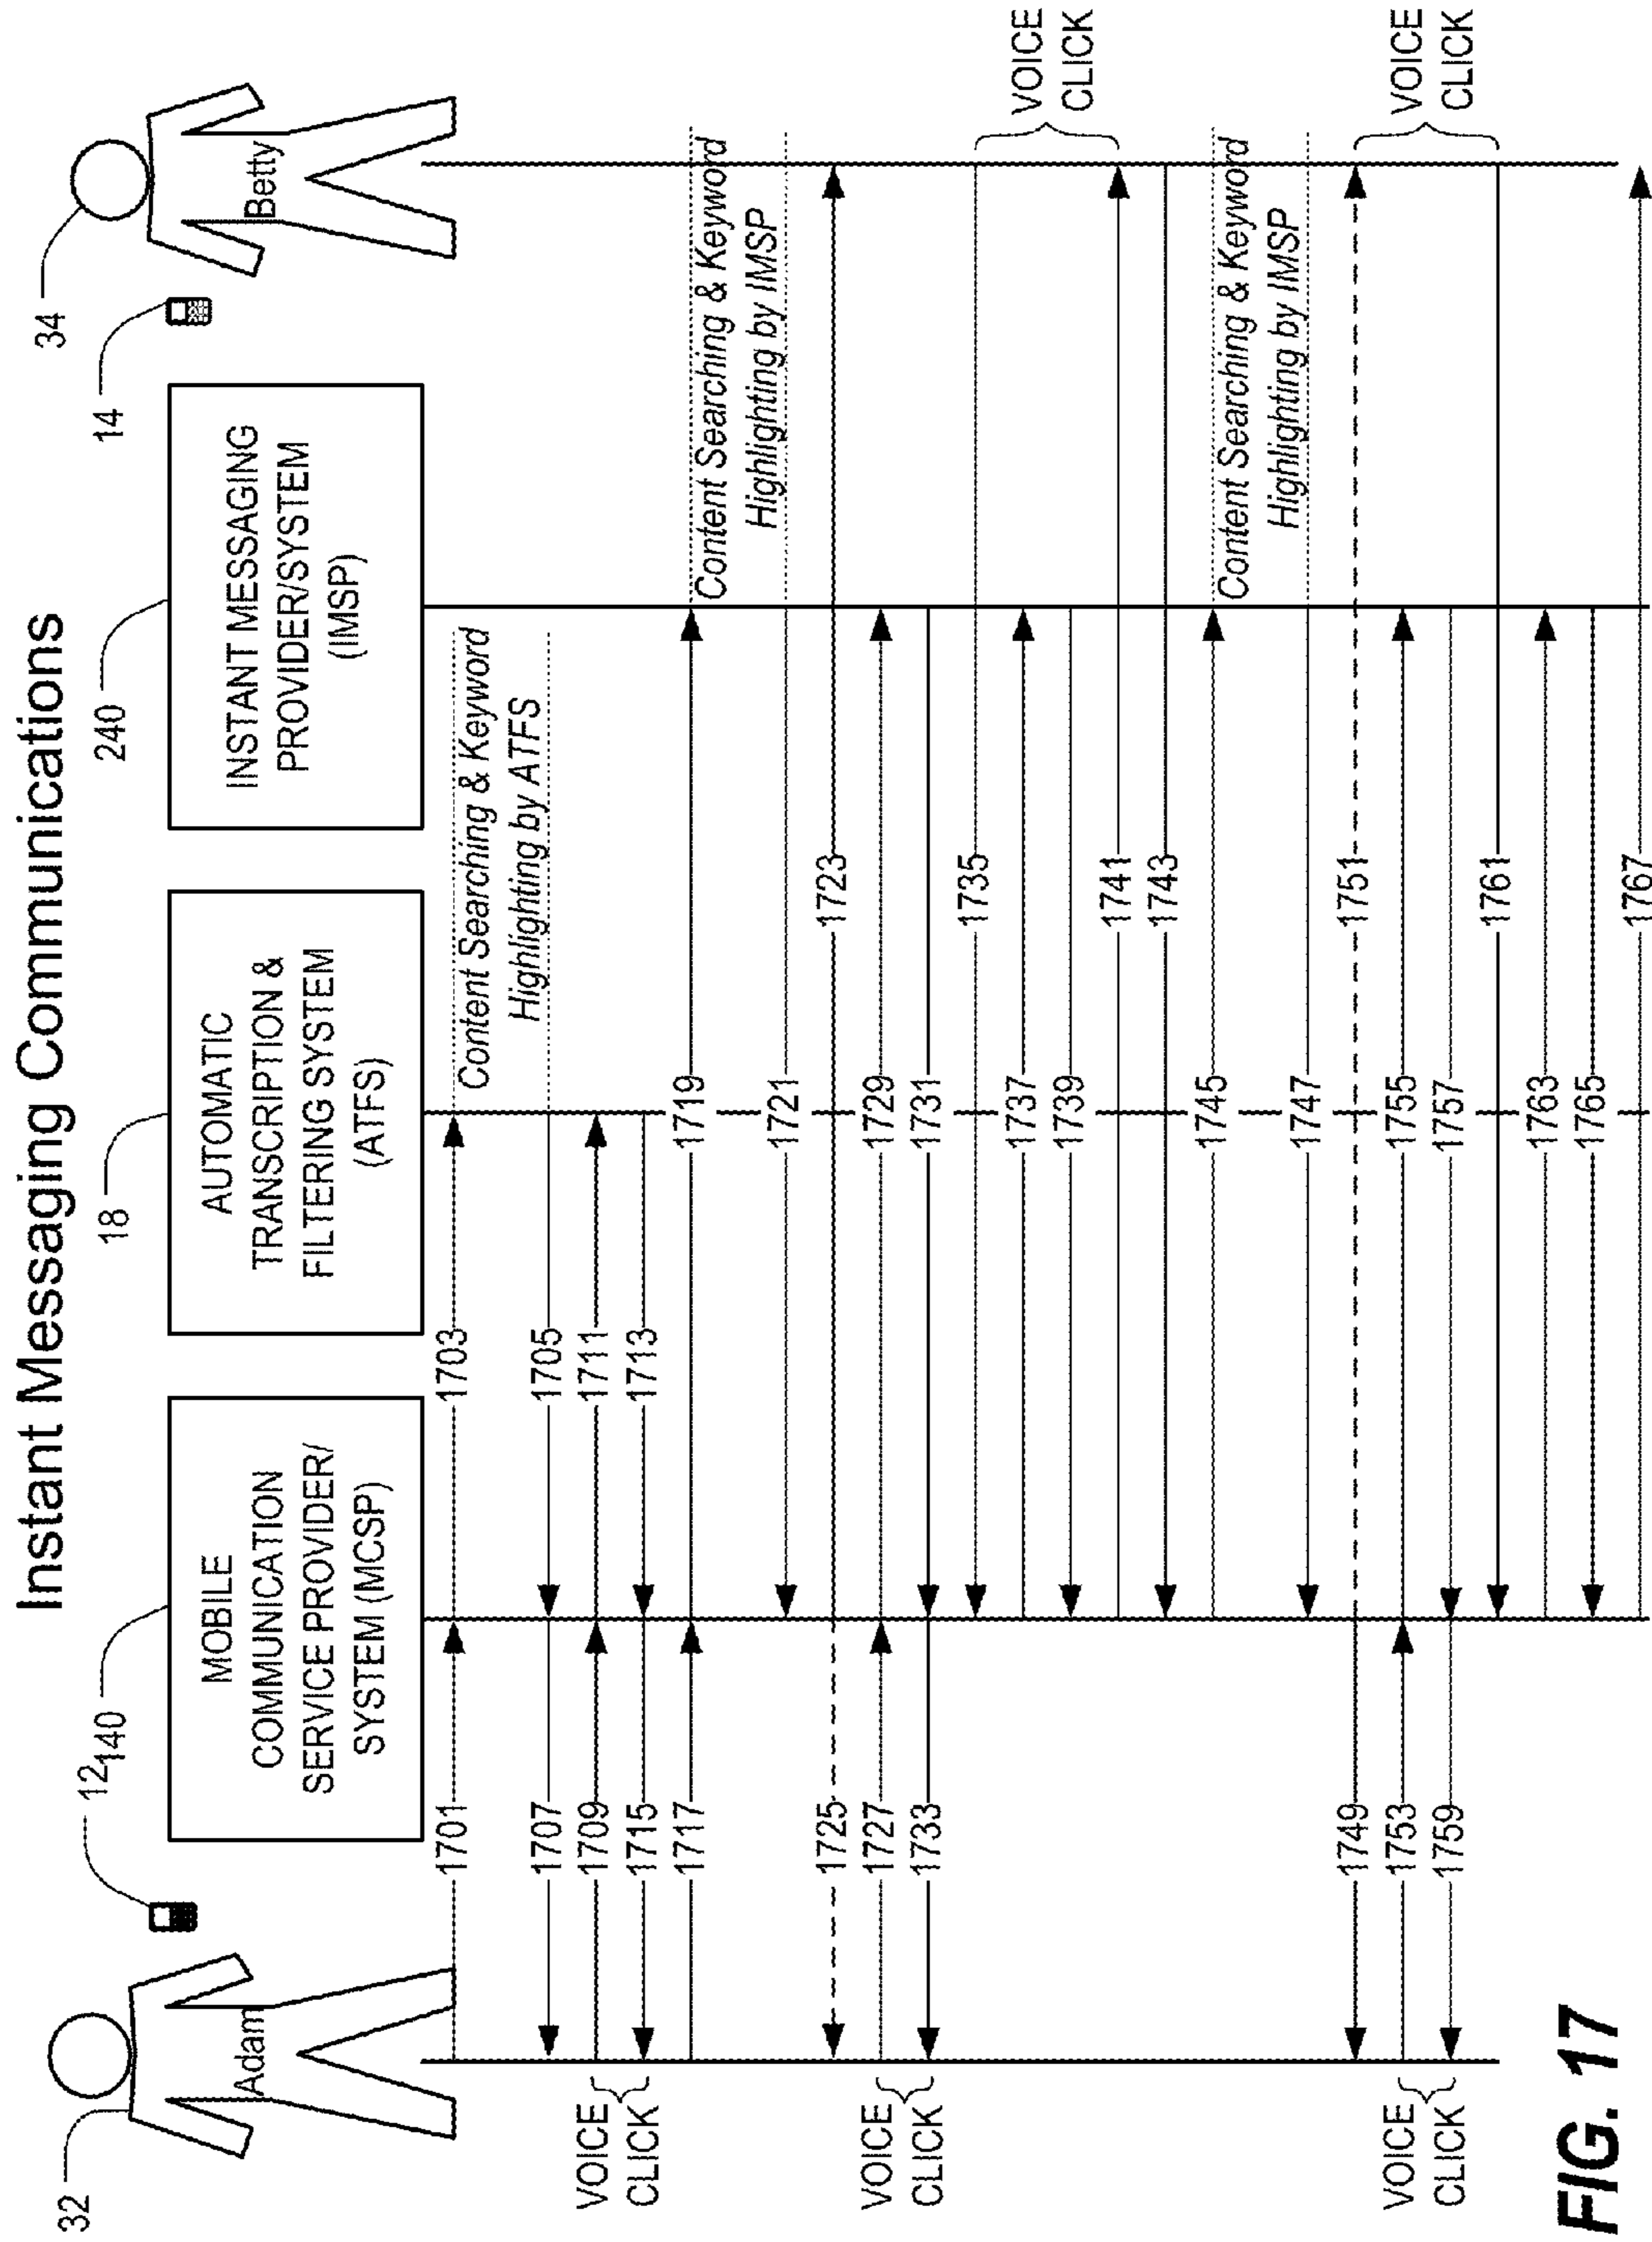 Instant Messaging Communications
32
Adam
12
140
MOBILE
COMMUNICATION
SERVICE PROVIDER/
SYSTEM (MCSP)
18
AUTOMATIC
TRANSCRIPTION &
FILTERING SYSTEM
(ATFS)
240
INSTANT MESSAGING
PROVIDER/SYSTEM
(IMSP)
14
34
Betty
1701
1703
Content Searching & Keyword
Highlighting by ATFS
1707
1705
VOICE
CLICK
1709
1711
1715
1713
1717
1719
Content Searching & Keyword
Highlighting by IMSP
1721
1725
1723
VOICE
CLICK
1727
1729
1733
1731
1735
VOICE
CLICK
1737
1739
1741
1743
1745
Content Searching & Keyword
Highlighting by IMSP
1747
1749
1751
VOICE
CLICK
VOICE
CLICK
1753
1755
1759
1757
1761
1763
1765
1767
FIG. 17